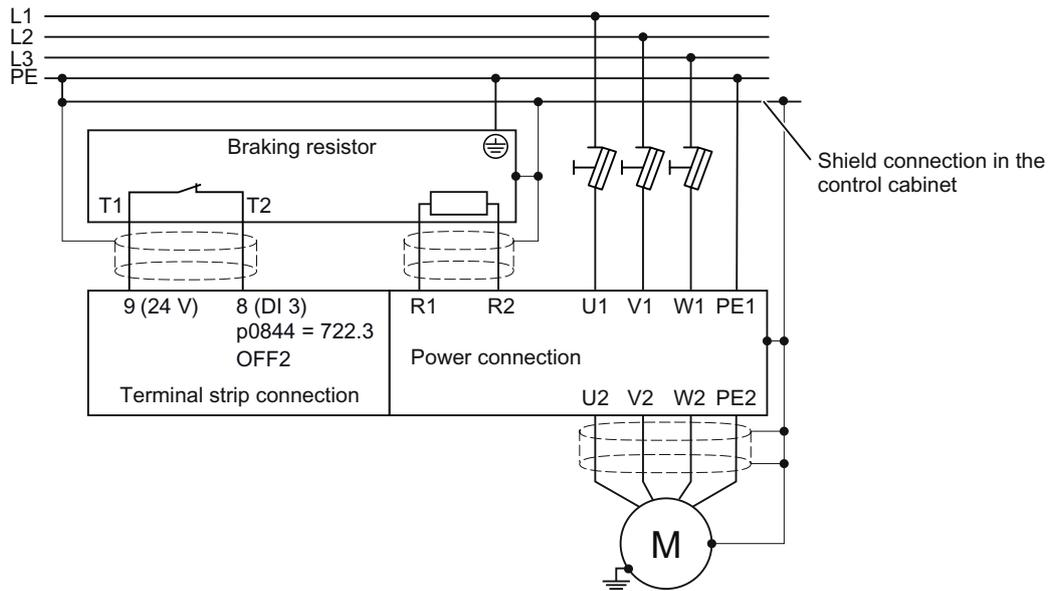 L1
L2
L3
PE
Braking resistor
Shield connection in the
control cabinet
T1
T2
9 (24 V)
8 (DI 3)
p0844 = 722.3
OFF2
Terminal strip connection
R1
R2
U1
V1
W1
PE1
Power connection
U2
V2
W2
PE2
M